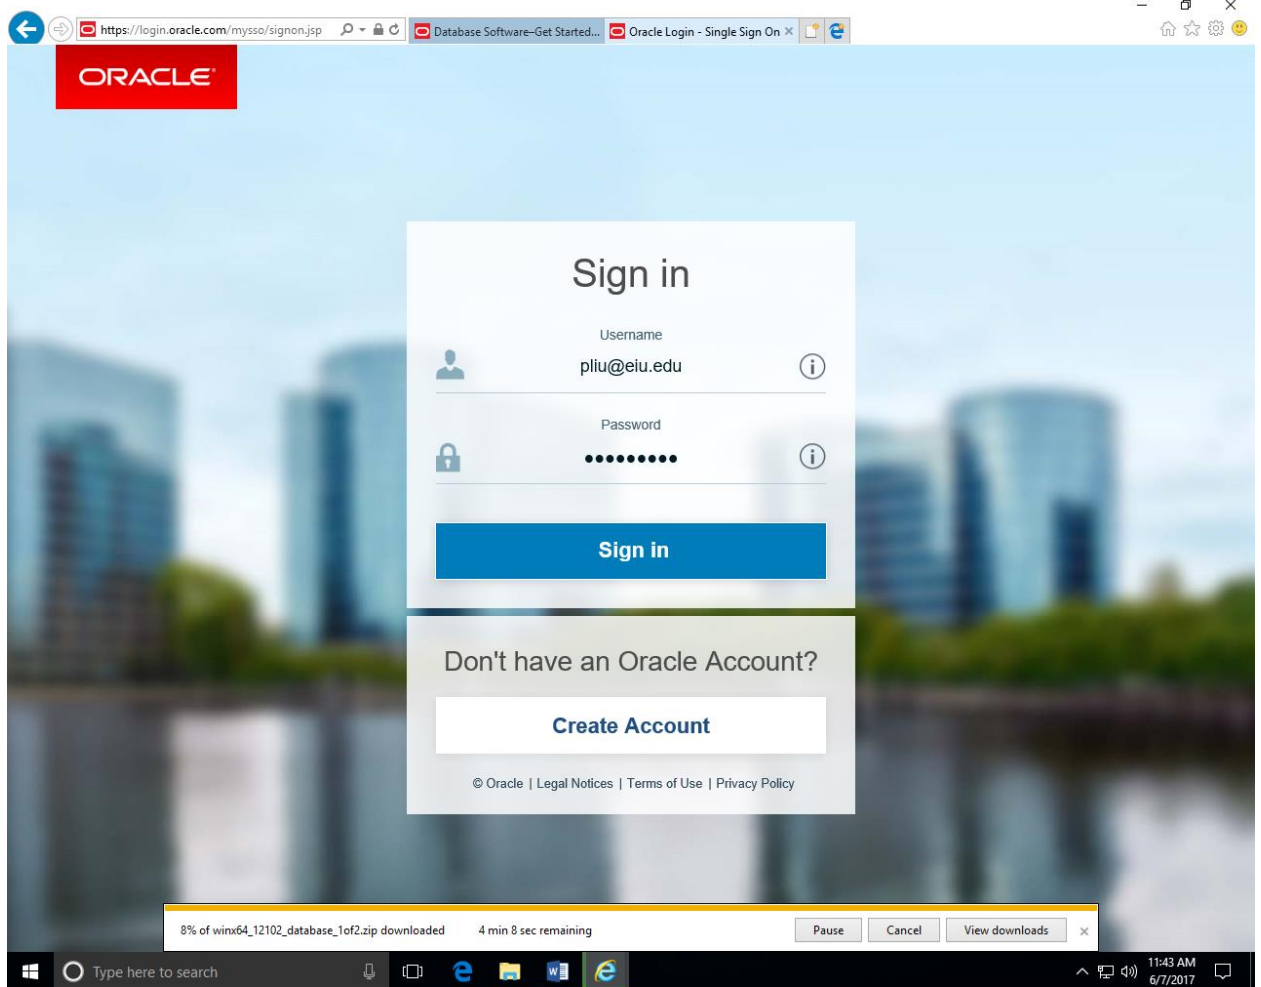 https://login.oracle.com/mysso/signon.jsp
Database Software–Get Started...
Oracle Login - Single Sign On
ORACLE
Sign in
Username
pliu@eiu.edu
Password
Sign in
Don't have an Oracle Account?
Create Account
© Oracle | Legal Notices | Terms of Use | Privacy Policy
8% of winx64_12102_database_1of2.zip downloaded 4 min 8 sec remaining Pause Cancel View downloads
Type here to search
11:43 AM
6/7/2017